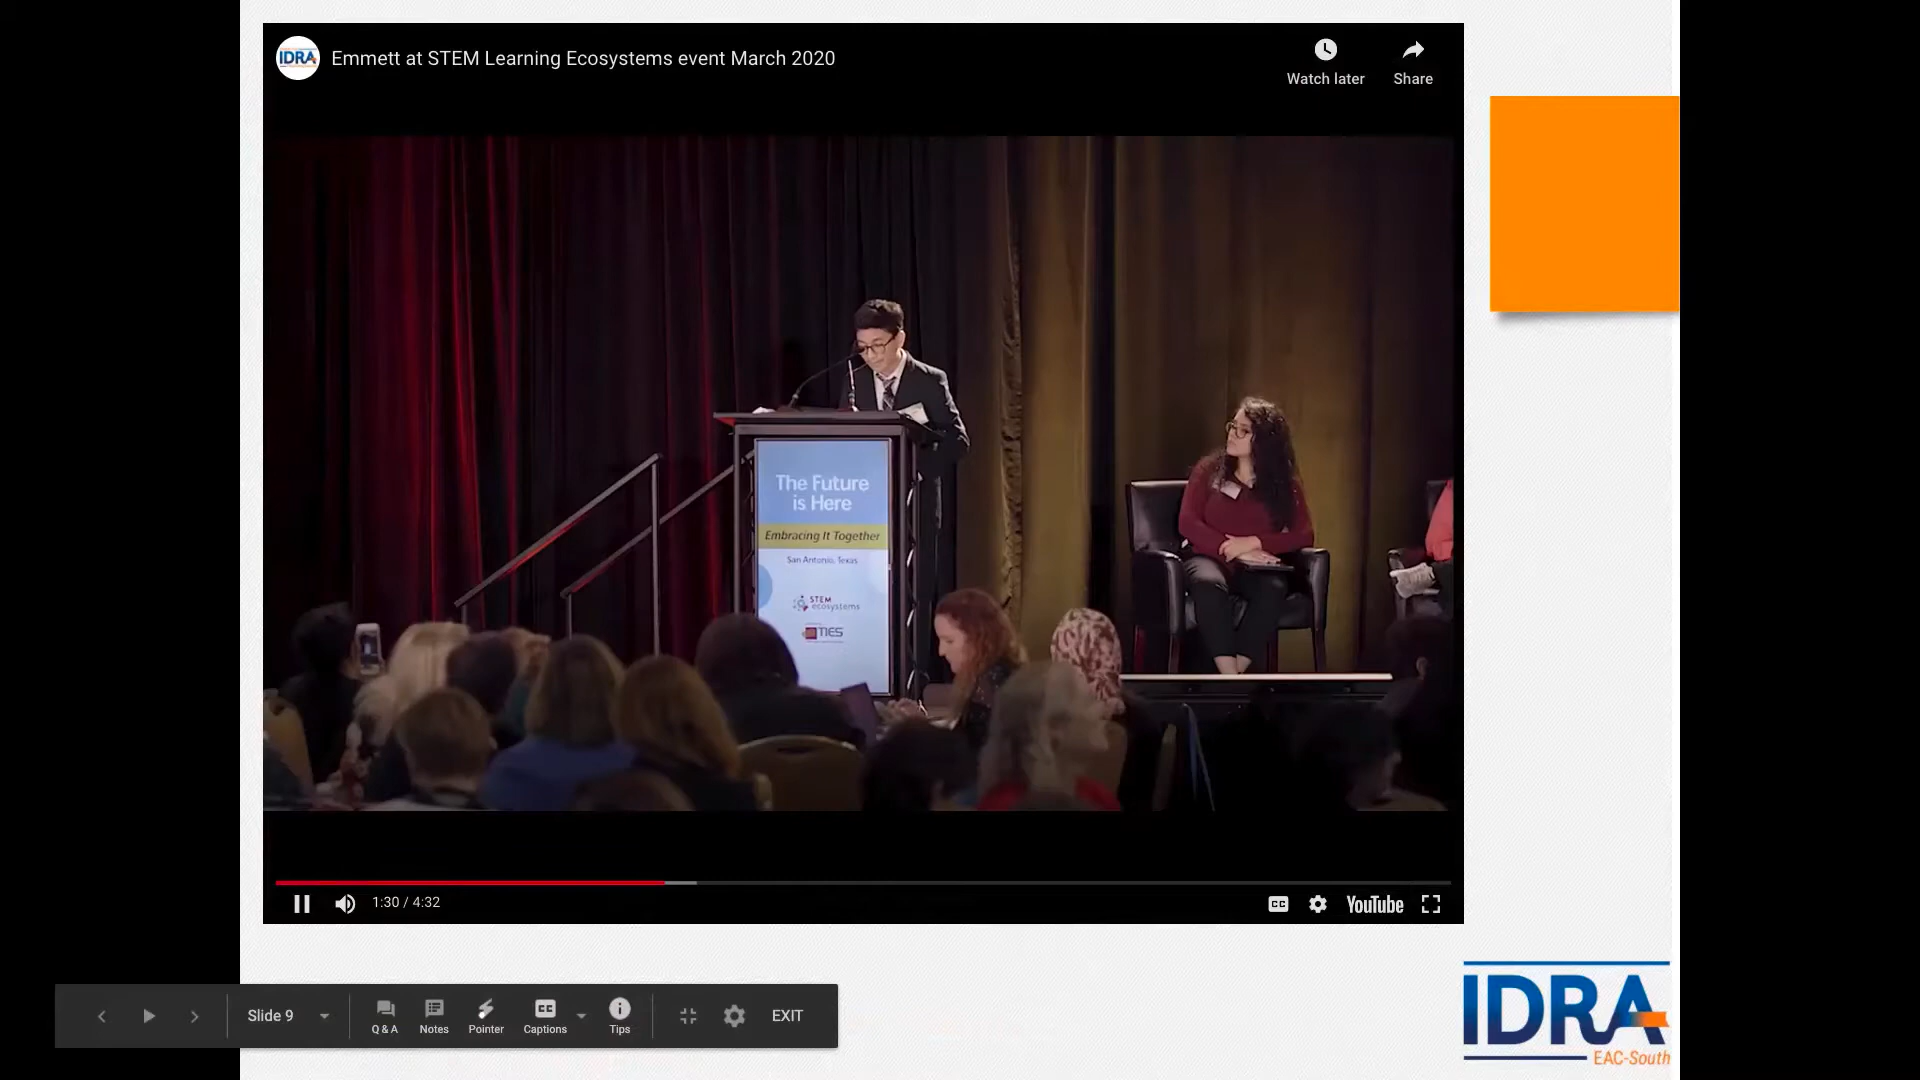 IDRA
Emmett at STEM Learning Ecosystems event March 2020
Watch later
Share
The Future
is Here
Embracing It Together
San Antonio, Texas
STEM
ecosystems
TIES
1:30 / 4:32
CC
YouTube
Slide 9
Q & A
Notes
Pointer
CC
Captions
Tips
EXIT
IDRA
EAC-South